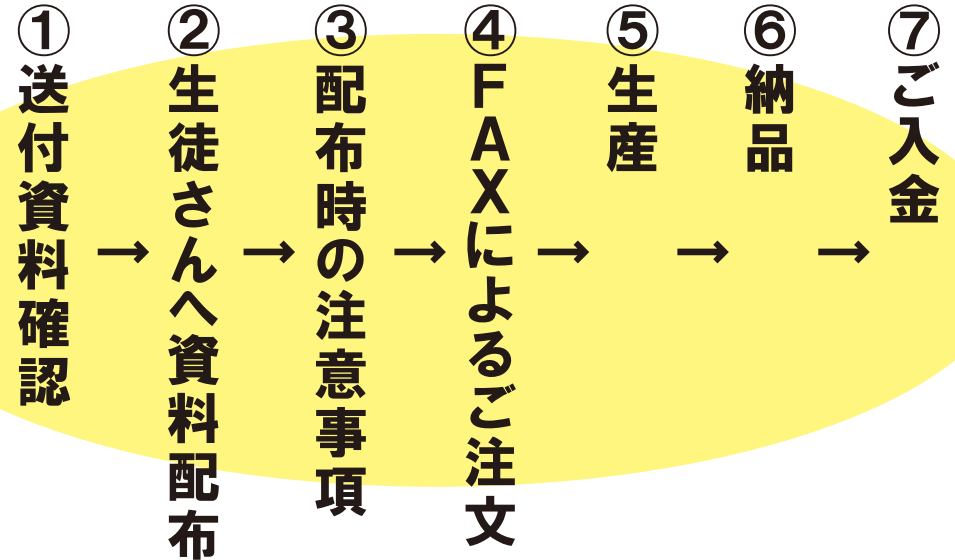 ①送付資料確認
→
②生徒さんへ資料配布
→
③配布時の注意事項
→
④FAXによるご注文
→
⑤生産
→
⑥納品
→
⑦ご入金